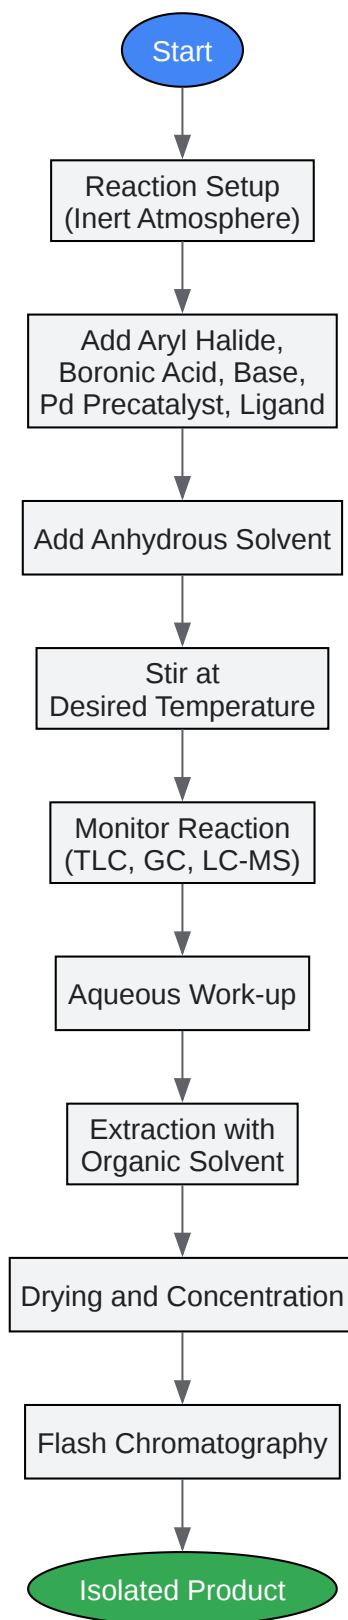 Start
Reaction Setup
(Inert Atmosphere)
Add Aryl Halide,
Boronic Acid, Base,
Pd Precatalyst, Ligand
Add Anhydrous Solvent
Stir at
Desired Temperature
Monitor Reaction
(TLC, GC, LC-MS)
Aqueous Work-up
Extraction with
Organic Solvent
Drying and Concentration
Flash Chromatography
Isolated Product